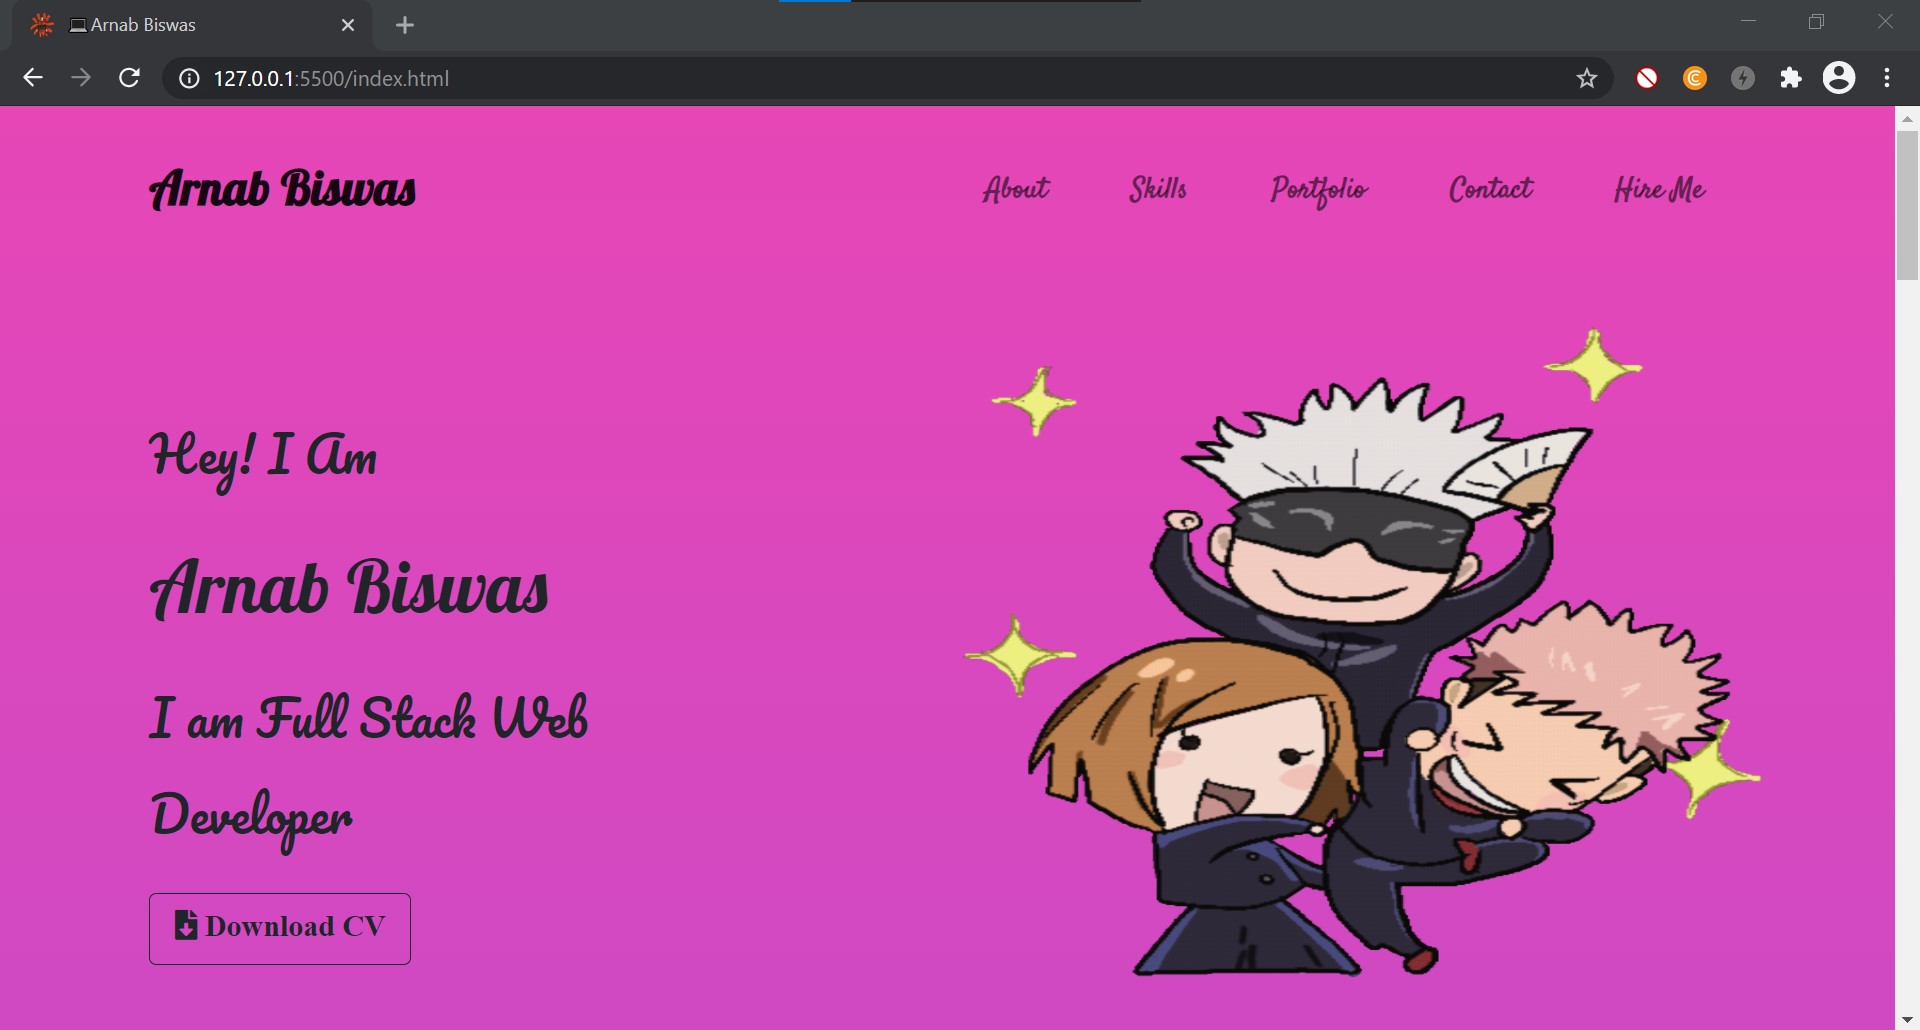 Arnab Biswas
127.0.0.1:5500/index.html
Arnab Biswas
About Skills Portfolio Contact Hire Me
Hey! I Am
Arnab Biswas
I am Full Stack Web
Developer
Download CV